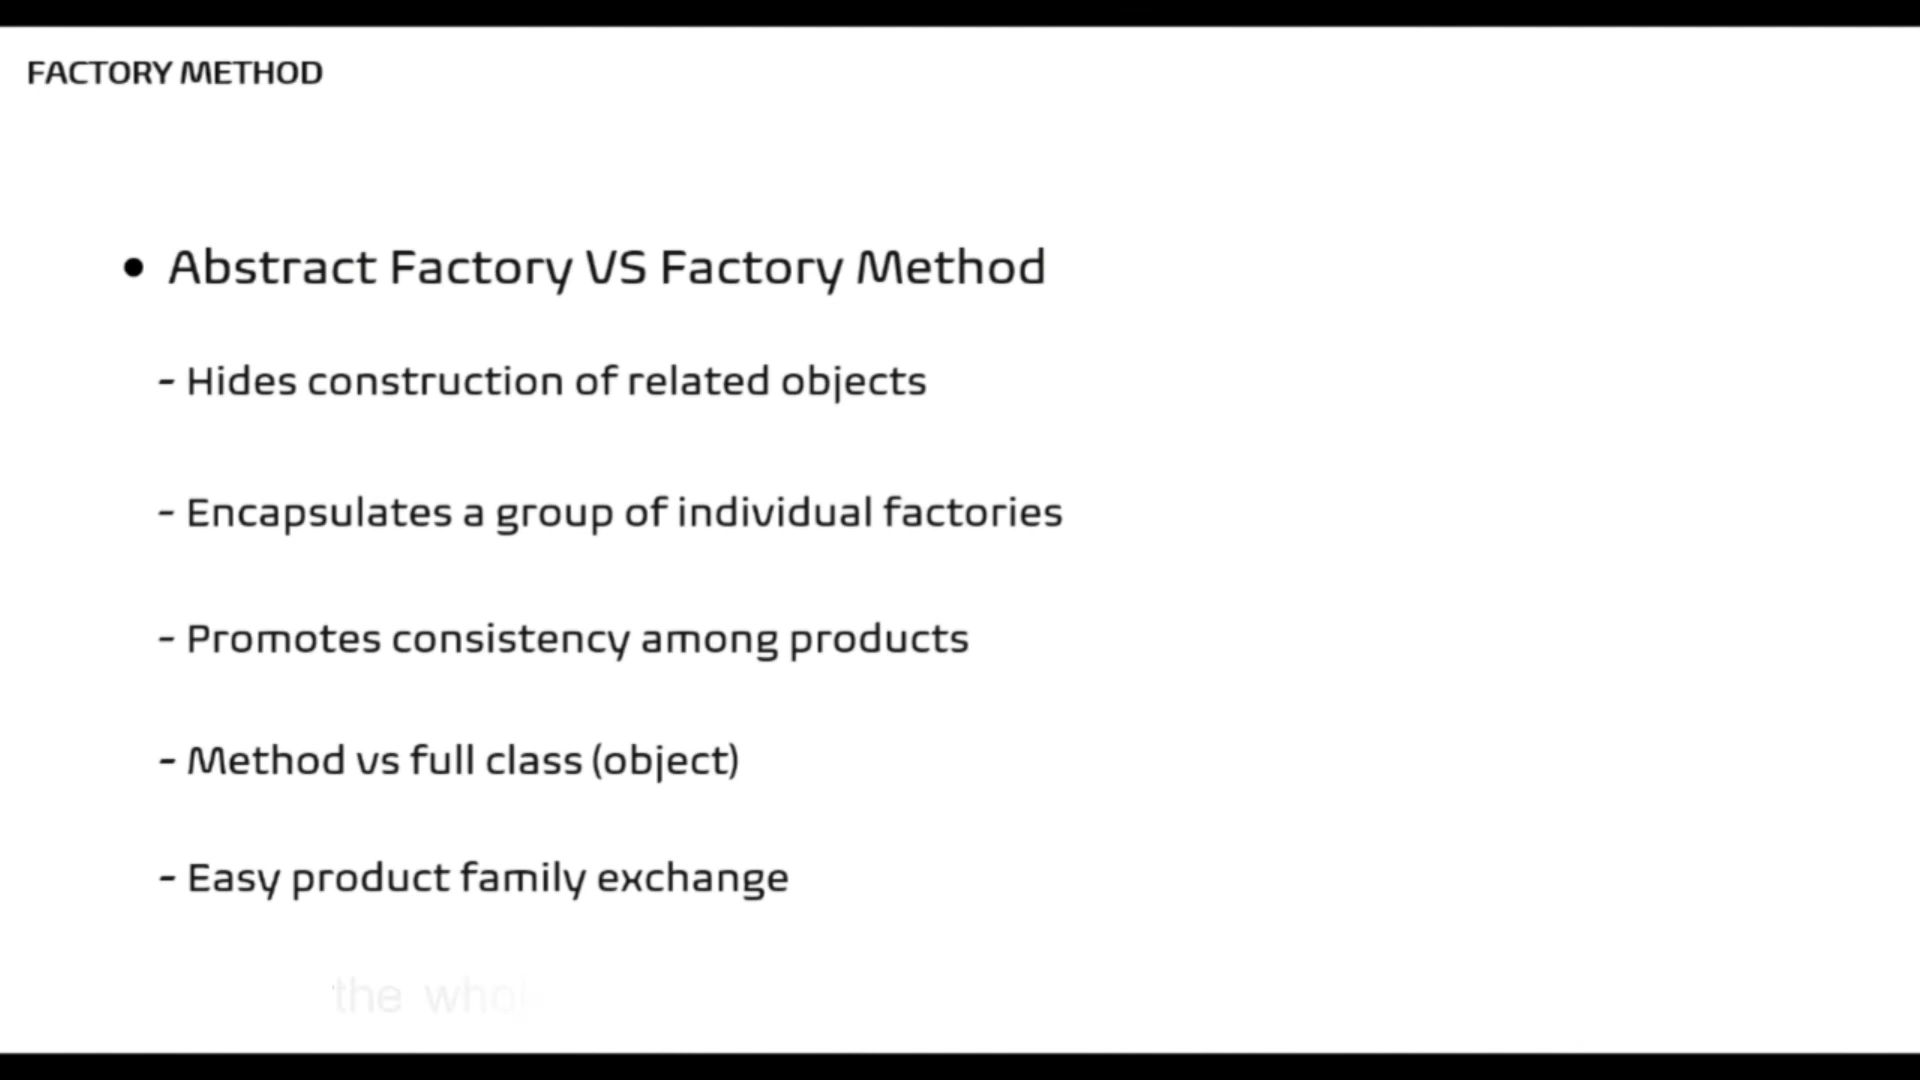 FACTORY METHOD
• Abstract Factory VS Factory Method
- Hides construction of related objects
- Encapsulates a group of individual factories
- Promotes consistency among products
- Method vs full class (object)
- Easy product family exchange
the